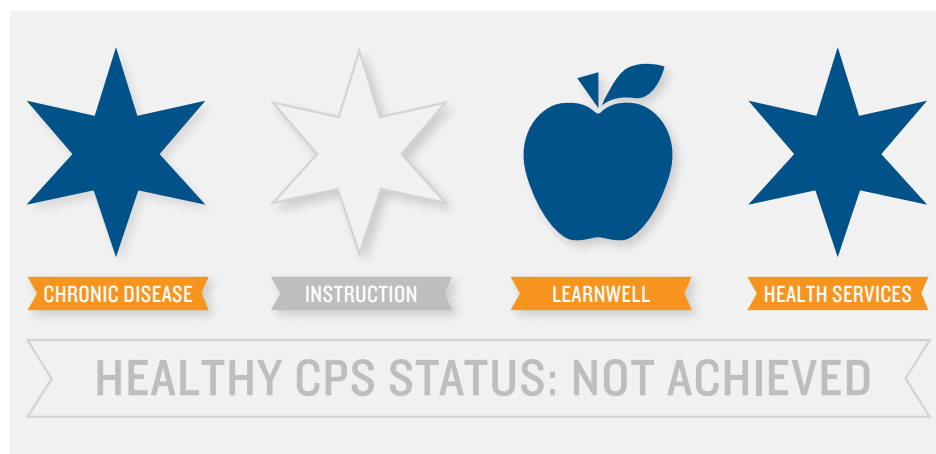 CHRONIC DISEASE
INSTRUCTION
LEARNWELL
HEALTH SERVICES
HEALTHY CPS STATUS: NOT ACHIEVED